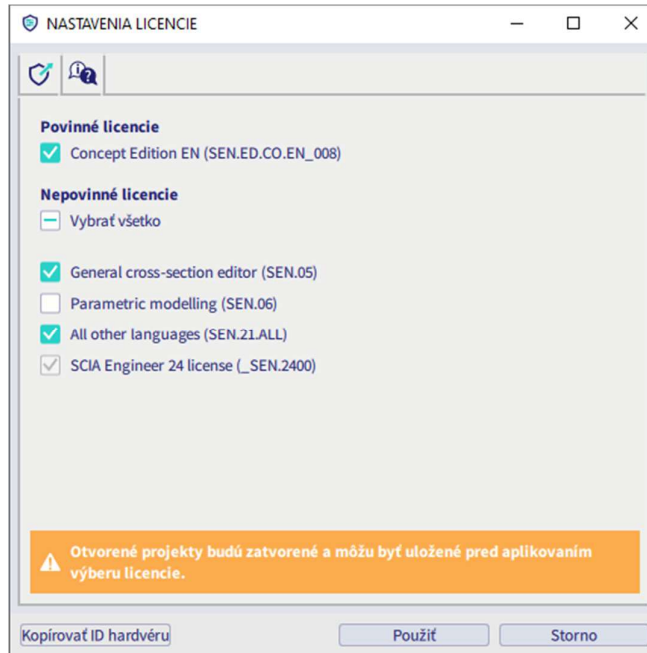 NASTAVENIA LICENCIE
Povinné licencie
Concept Edition EN (SEN.ED.CO.EN_008)
Nepovinné licencie
Vybrať všetko
General cross-section editor (SEN.05)
Parametric modelling (SEN.06)
All other languages (SEN.21.ALL)
SCIA Engineer 24 license (_SEN.2400)
Otvorené projekty budú zatvorené a môžu byť uložené pred aplikovaním
výberu licencie.
Kopírovať ID hardvéru Použiť Storno